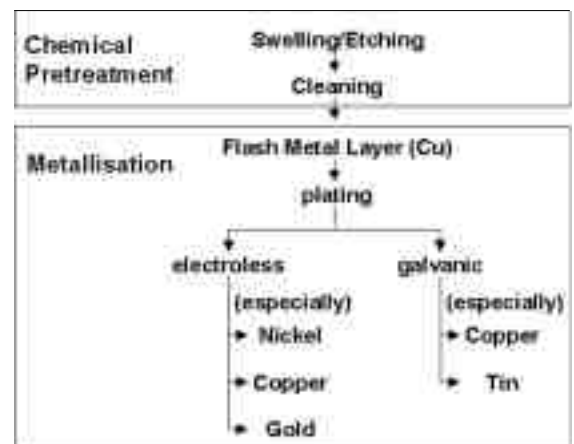 Chemical
Pretreatment
Swelling/Etching
Cleaning
Metallisation
Flash Metal Layer (Cu)
plating
electroless
galvanic
(especially)
Nickel
Copper
Gold
(especially)
Copper
Tin